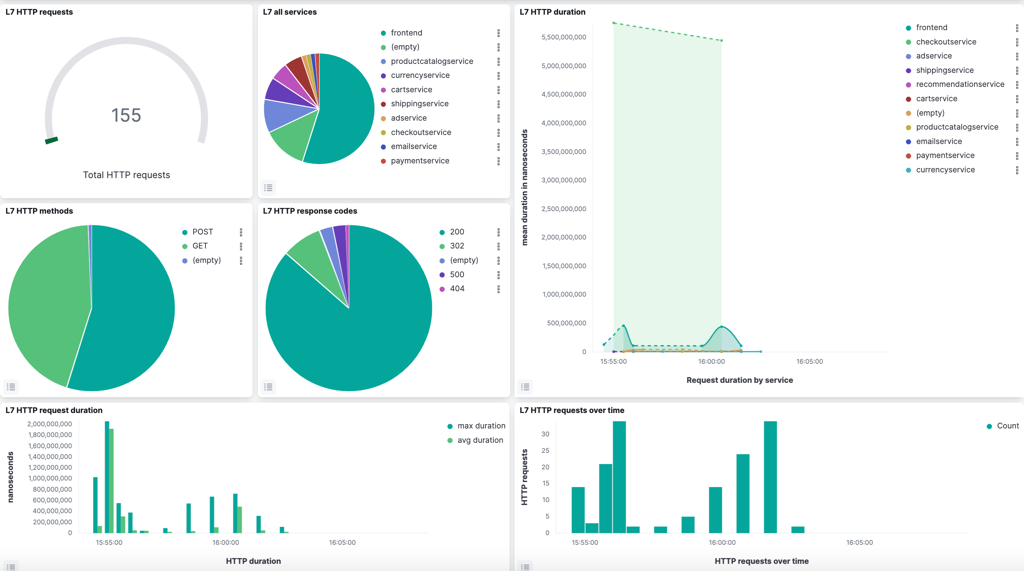 L7 HTTP requests
155
Total HTTP requests
L7 all services
frontend
(empty)
productcatalogservice
currencyservice
cartservice
shippingservice
adservice
checkoutservice
emailservice
paymentservice
L7 HTTP duration
mean duration in nanoseconds
5,500,000,000
5,000,000,000
4,500,000,000
4,000,000,000
3,500,000,000
3,000,000,000
2,500,000,000
2,000,000,000
1,500,000,000
1,000,000,000
500,000,000
0
15:55:00 16:00:00 16:05:00
Request duration by service
frontend
checkoutservice
adservice
shippingservice
recommendationservice
cartservice
(empty)
productcatalogservice
emailservice
paymentservice
currencyservice
L7 HTTP methods
POST
GET
(empty)
L7 HTTP response codes
200
302
(empty)
500
404
L7 HTTP request duration
nanoseconds
2,000,000,000
1,800,000,000
1,600,000,000
1,400,000,000
1,200,000,000
1,000,000,000
800,000,000
600,000,000
400,000,000
200,000,000
0
15:55:00 16:00:00 16:05:00
HTTP duration
max duration
avg duration
L7 HTTP requests over time
HTTP requests
30
25
20
15
10
5
0
15:55:00 16:00:00 16:05:00
HTTP requests over time
Count